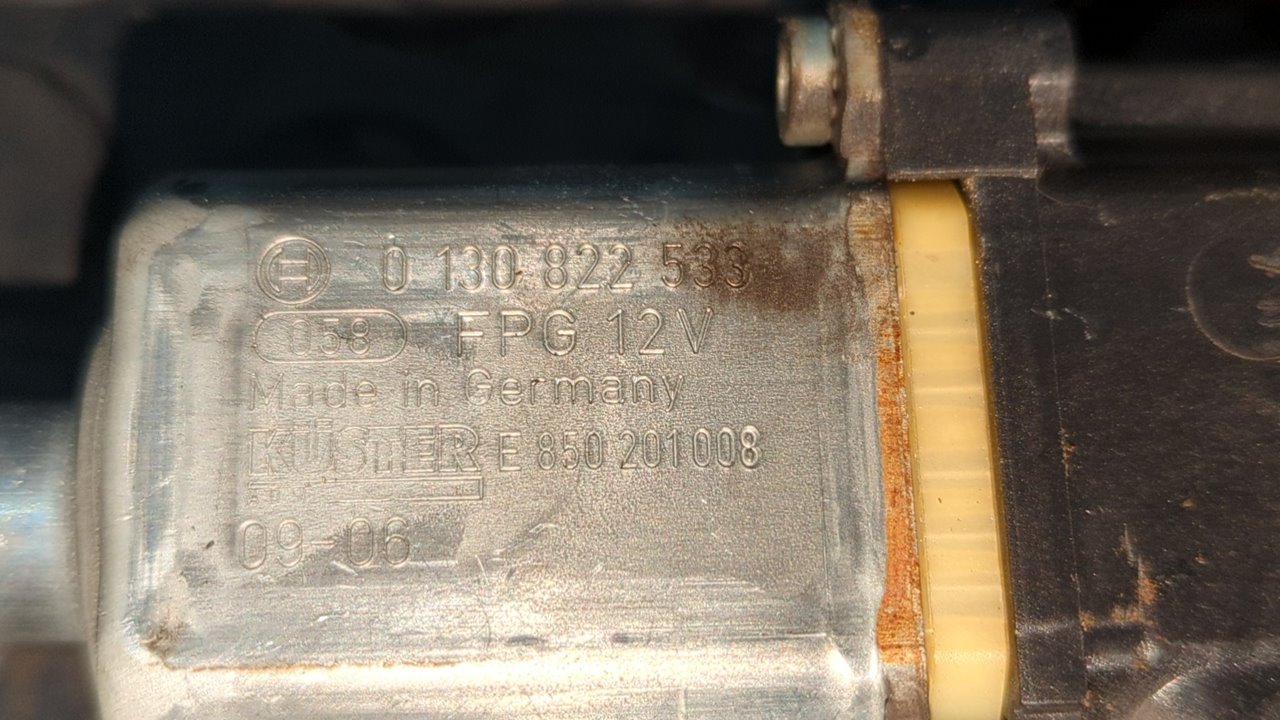 0 130 822 533
058 FPG 12V
Made in Germany
KÜSTER E 850 201 008
09-06